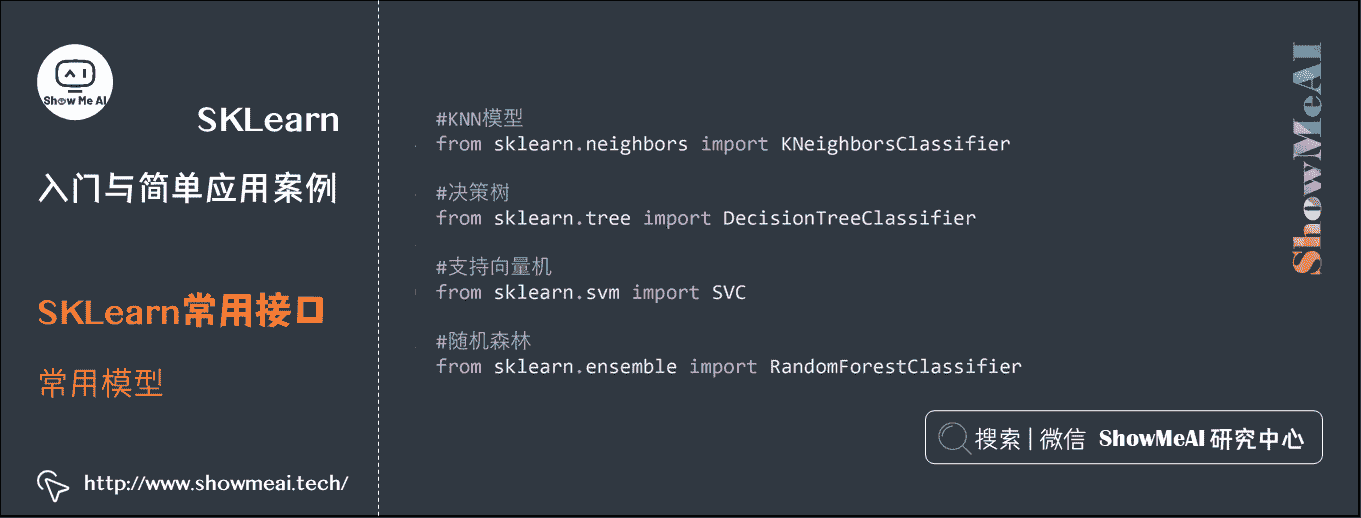 Show Me AI
SKLearn
入门与简单应用案例
SKLearn常用接口
常用模型
http://www.showmeai.tech/
#KNN模型
from sklearn.neighbors import KNeighborsClassifier
#决策树
from sklearn.tree import DecisionTreeClassifier
#支持向量机
from sklearn.svm import SVC
#随机森林
from sklearn.ensemble import RandomForestClassifier
ShowMeAI
搜索 | 微信 ShowMeAI 研究中心